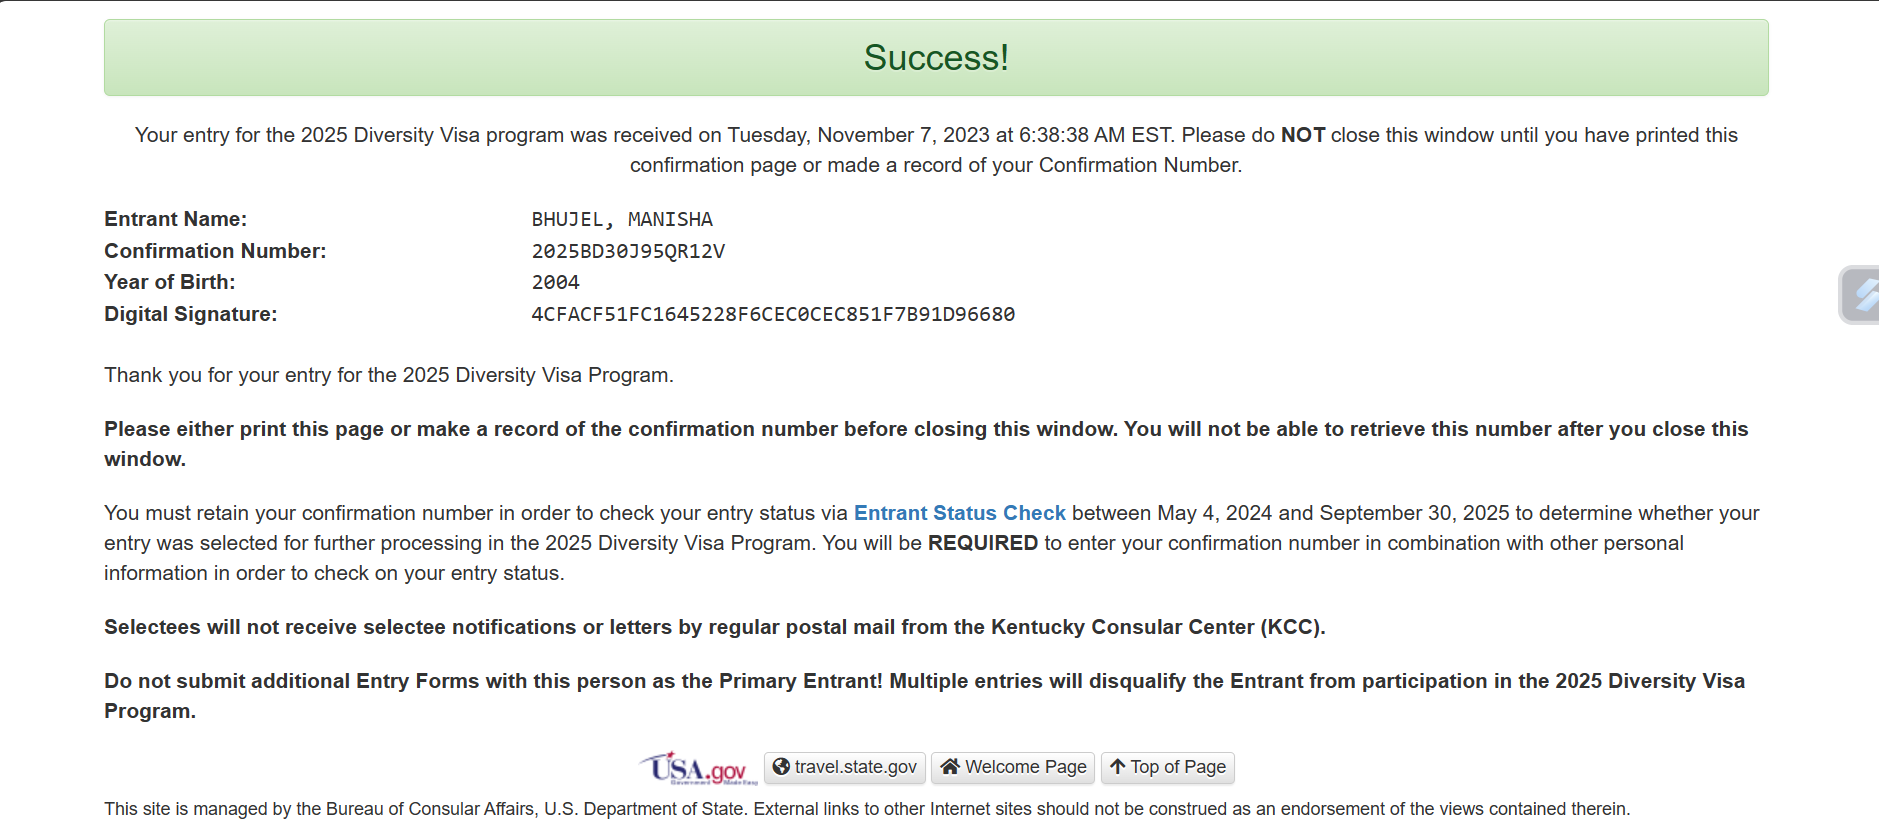 Success!
Your entry for the 2025 Diversity Visa program was received on Tuesday, November 7, 2023 at 6:38:38 AM EST. Please do NOT close this window until you have printed this
confirmation page or made a record of your Confirmation Number.
Entrant Name: BHUJEL, MANISHA
Confirmation Number: 2025BD30J95QR12V
Year of Birth: 2004
Digital Signature: 4CFACF51FC1645228F6CEC0CEC851F7B91D96680
Thank you for your entry for the 2025 Diversity Visa Program.
Please either print this page or make a record of the confirmation number before closing this window. You will not be able to retrieve this number after you close this
window.
You must retain your confirmation number in order to check your entry status via Entrant Status Check between May 4, 2024 and September 30, 2025 to determine whether your
entry was selected for further processing in the 2025 Diversity Visa Program. You will be REQUIRED to enter your confirmation number in combination with other personal
information in order to check on your entry status.
Selectees will not receive selectee notifications or letters by regular postal mail from the Kentucky Consular Center (KCC).
Do not submit additional Entry Forms with this person as the Primary Entrant! Multiple entries will disqualify the Entrant from participation in the 2025 Diversity Visa
Program.
USA.gov travel.state.gov Welcome Page Top of Page
This site is managed by the Bureau of Consular Affairs, U.S. Department of State. External links to other Internet sites should not be construed as an endorsement of the views contained therein.